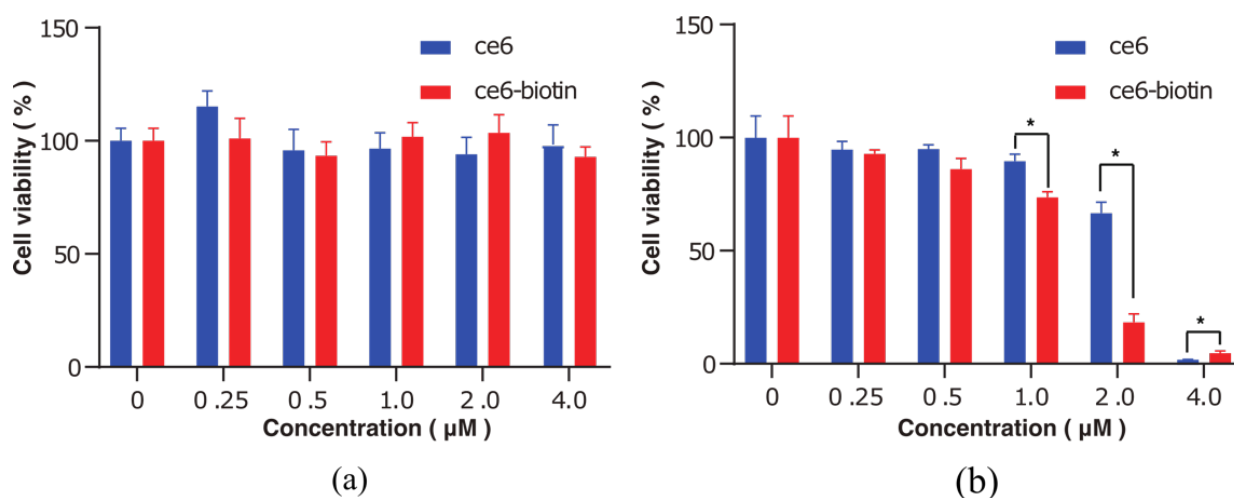 150
100
50
0
Cell viability ( % )
ce6
ce6-biotin
0 0 .25 0 .5 1.0 2 .0 4.0
Concentration ( µM )
(a)
150
100
50
0
Cell viability ( % )
ce6
ce6-biotin
*
*
*
0 0 .25 0 .5 1.0 2.0 4.0
Concentration ( µM )
(b)